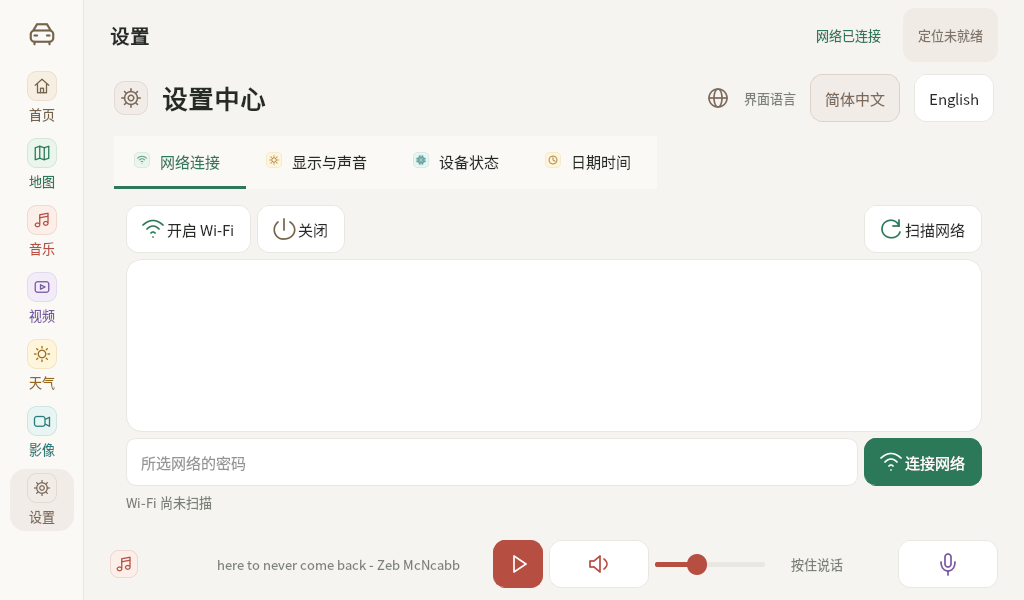 设置
网络已连接
定位未就绪
首页
地图
音乐
视频
天气
影像
设置
设置中心
界面语言
简体中文
English
网络连接
显示与声音
设备状态
日期时间
开启 Wi-Fi
关闭
扫描网络
所选网络的密码
连接网络
Wi-Fi 尚未扫描
here to never come back - Zeb McNcabb
按住说话